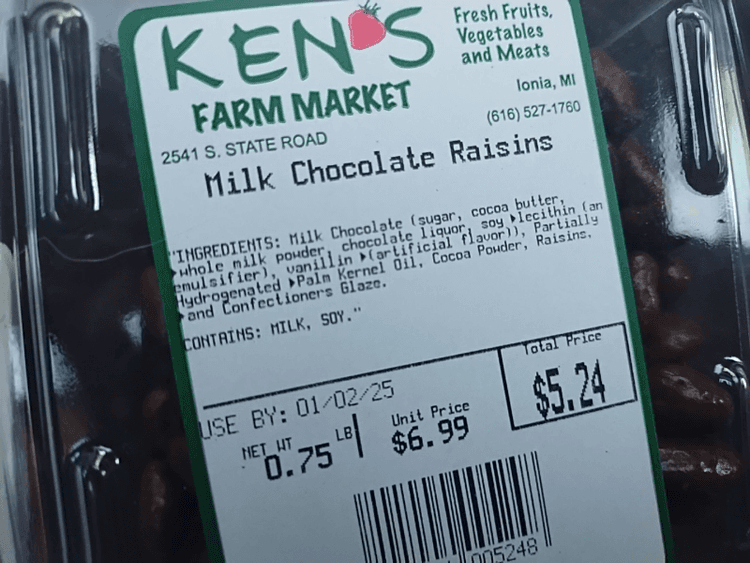 KEN'S
Fresh Fruits,
Vegetables
and Meats
FARM MARKET
Ionia, MI
2541 S. STATE ROAD
(616) 527-1760
Milk Chocolate Raisins
"INGREDIENTS: Milk Chocolate (sugar, cocoa butter,
whole milk powder, chocolate liquor, soy lecithin (an
emulsifier), vanillin (artificial flavor)), Partially
Hydrogenated Palm Kernel Oil, Cocoa Powder, Raisins.
and Confectioners Glaze.
CONTAINS: MILK, SOY."
USE BY: 01/02/25
Total Price
$5.24
NET WT
0.75 LB
Unit Price
$6.99
005248